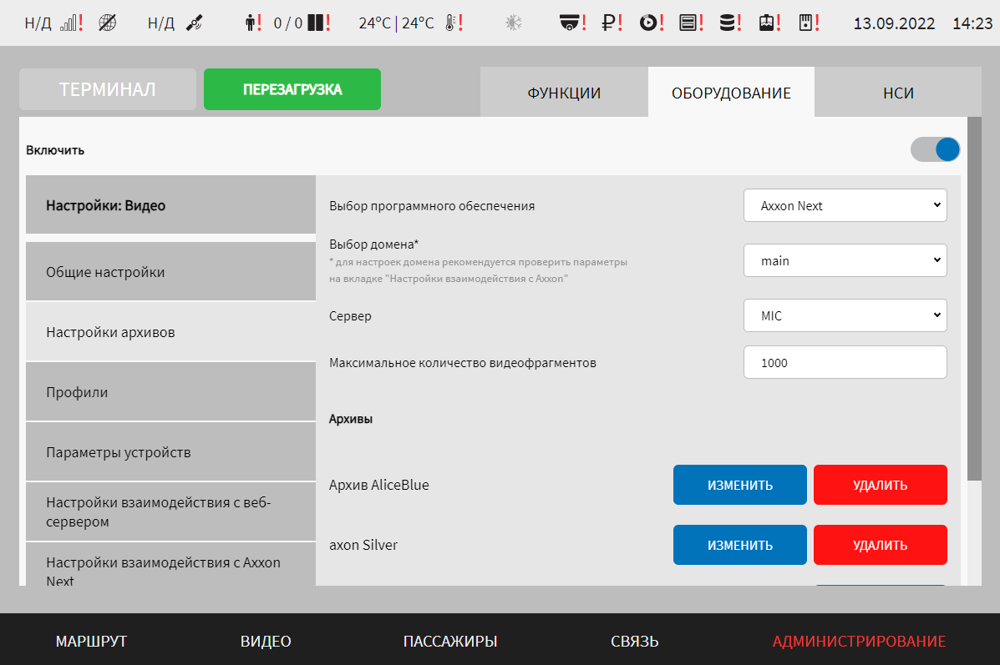 Н/Д ! Н/Д ! 0 / 0 ! 24°C | 24°C ! ! ! ! ! ! ! ! 13.09.2022 14:23
ТЕРМИНАЛ ПЕРЕЗАГРУЗКА ФУНКЦИИ ОБОРУДОВАНИЕ НСИ
Включить
Настройки: Видео
Общие настройки
Настройки архивов
Профили
Параметры устройств
Настройки взаимодействия с веб-
сервером
Настройки взаимодействия с Axxon
Next
Выбор программного обеспечения Axxon Next
Выбор домена* main
* для настроек домена рекомендуется проверить параметры
на вкладке "Настройки взаимодействия с Axxon"
Сервер MIC
Максимальное количество видеофрагментов 1000
Архивы
Архив AliceBlue ИЗМЕНИТЬ УДАЛИТЬ
axon Silver ИЗМЕНИТЬ УДАЛИТЬ
МАРШРУТ ВИДЕО ПАССАЖИРЫ СВЯЗЬ АДМИНИСТРИРОВАНИЕ